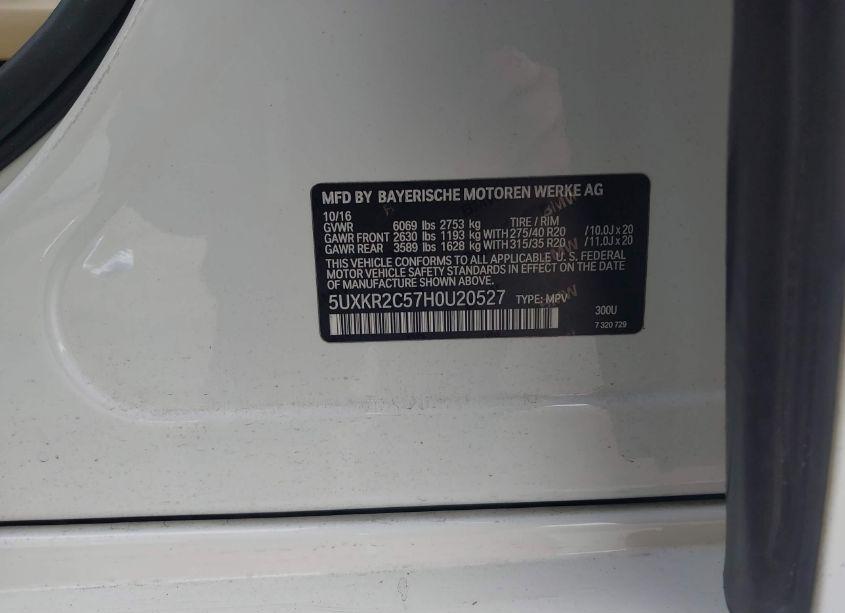 MFD BY BAYERISCHE MOTOREN WERKE AG
10/16
GVWR 6069 lbs 2753 kg TIRE / RIM
GAWR FRONT 2630 lbs 1193 kg WITH 275/40 R20 /10.0J x 20
GAWR REAR 3589 lbs 1628 kg WITH 315/35 R20 /11.0J x 20
THIS VEHICLE CONFORMS TO ALL APPLICABLE U. S. FEDERAL
MOTOR VEHICLE SAFETY STANDARDS IN EFFECT ON THE DATE
OF MANUFACTURE SHOWN ABOVE.
5UXKR2C57H0U20527 TYPE: MPV
300U
7 320 729
BMW
BMW
BMW